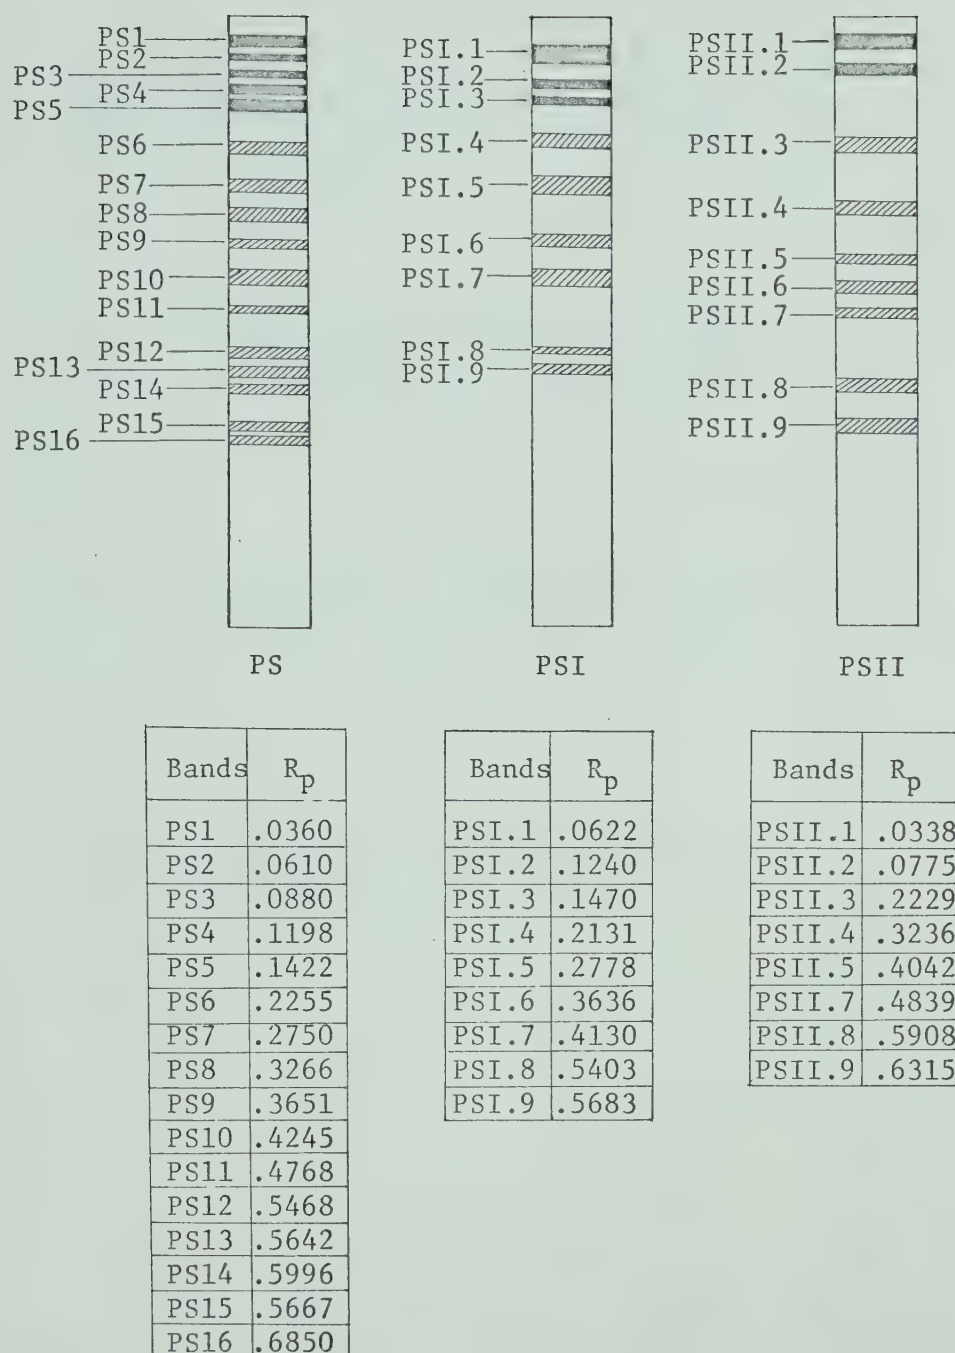 PS1
PS2
PS3
PS4
PS5
PS6
PS7
PS8
PS9
PS10
PS11
PS12
PS13
PS14
PS15
PS16
PS
PSI.1
PSI.2
PSI.3
PSI.4
PSI.5
PSI.6
PSI.7
PSI.8
PSI.9
PSI
PSII.1
PSII.2
PSII.3
PSII.4
PSII.5
PSII.6
PSII.7
PSII.8
PSII.9
PSII
Bands Rp
PS1 .0360
PS2 .0610
PS3 .0880
PS4 .1198
PS5 .1422
PS6 .2255
PS7 .2750
PS8 .3266
PS9 .3651
PS10 .4245
PS11 .4768
PS12 .5468
PS13 .5642
PS14 .5996
PS15 .5667
PS16 .6850
Bands Rp
PSI.1 .0622
PSI.2 .1240
PSI.3 .1470
PSI.4 .2131
PSI.5 .2778
PSI.6 .3636
PSI.7 .4130
PSI.8 .5403
PSI.9 .5683
Bands Rp
PSII.1 .0338
PSII.2 .0775
PSII.3 .2229
PSII.4 .3236
PSII.5 .4042
PSII.7 .4839
PSII.8 .5908
PSII.9 .6315